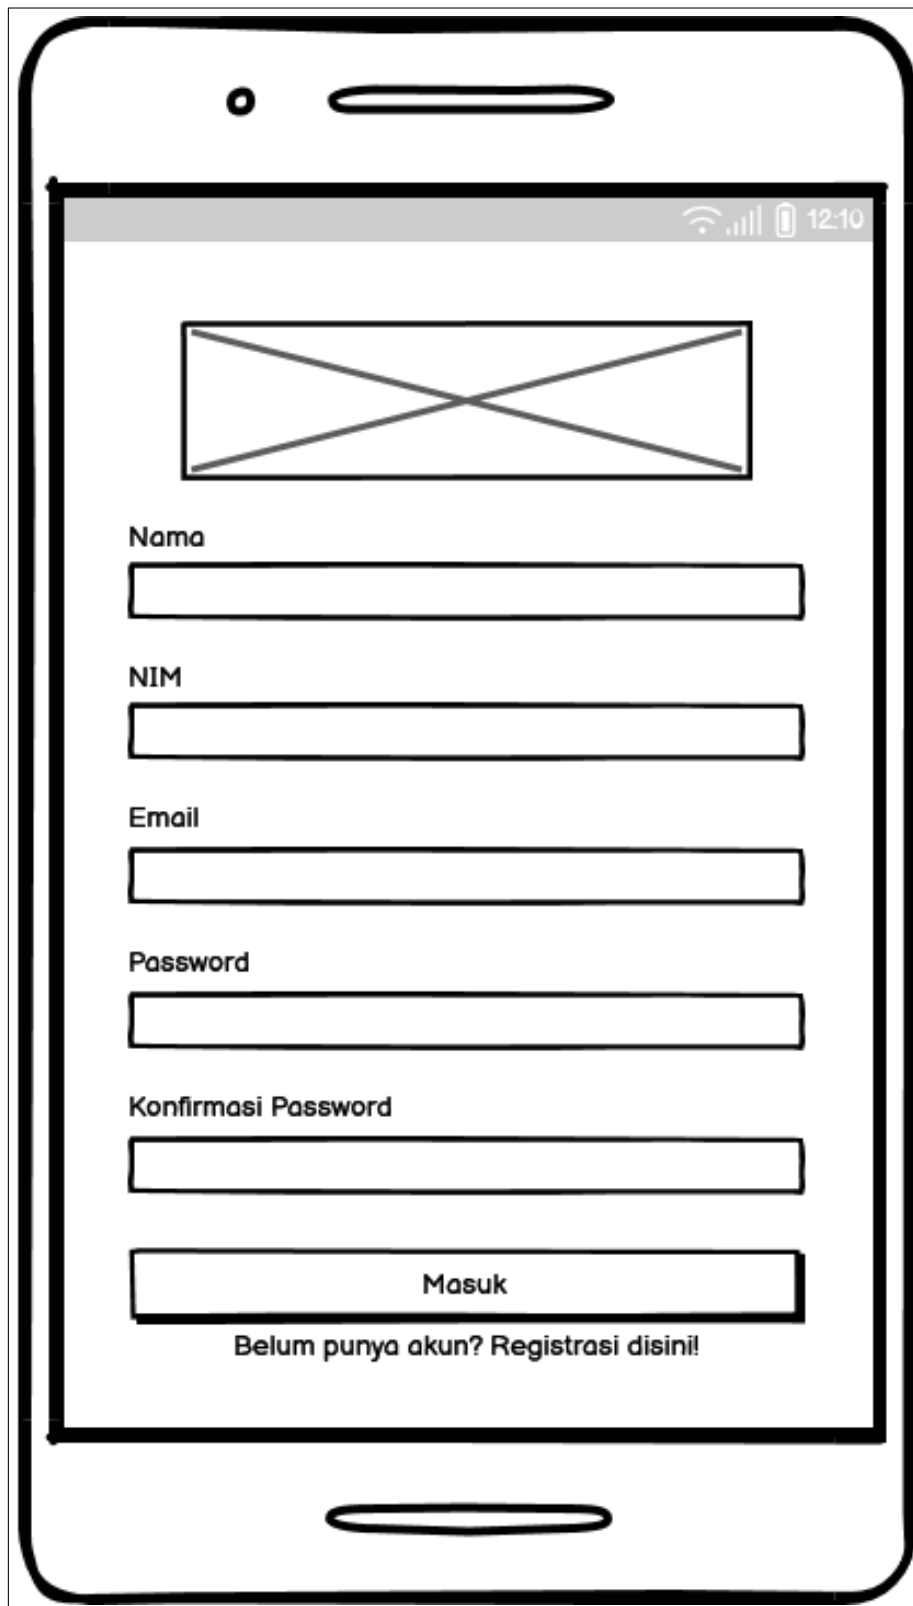 12:10
Nama
NIM
Email
Password
Konfirmasi Password
Masuk
Belum punya akun? Registrasi disini!